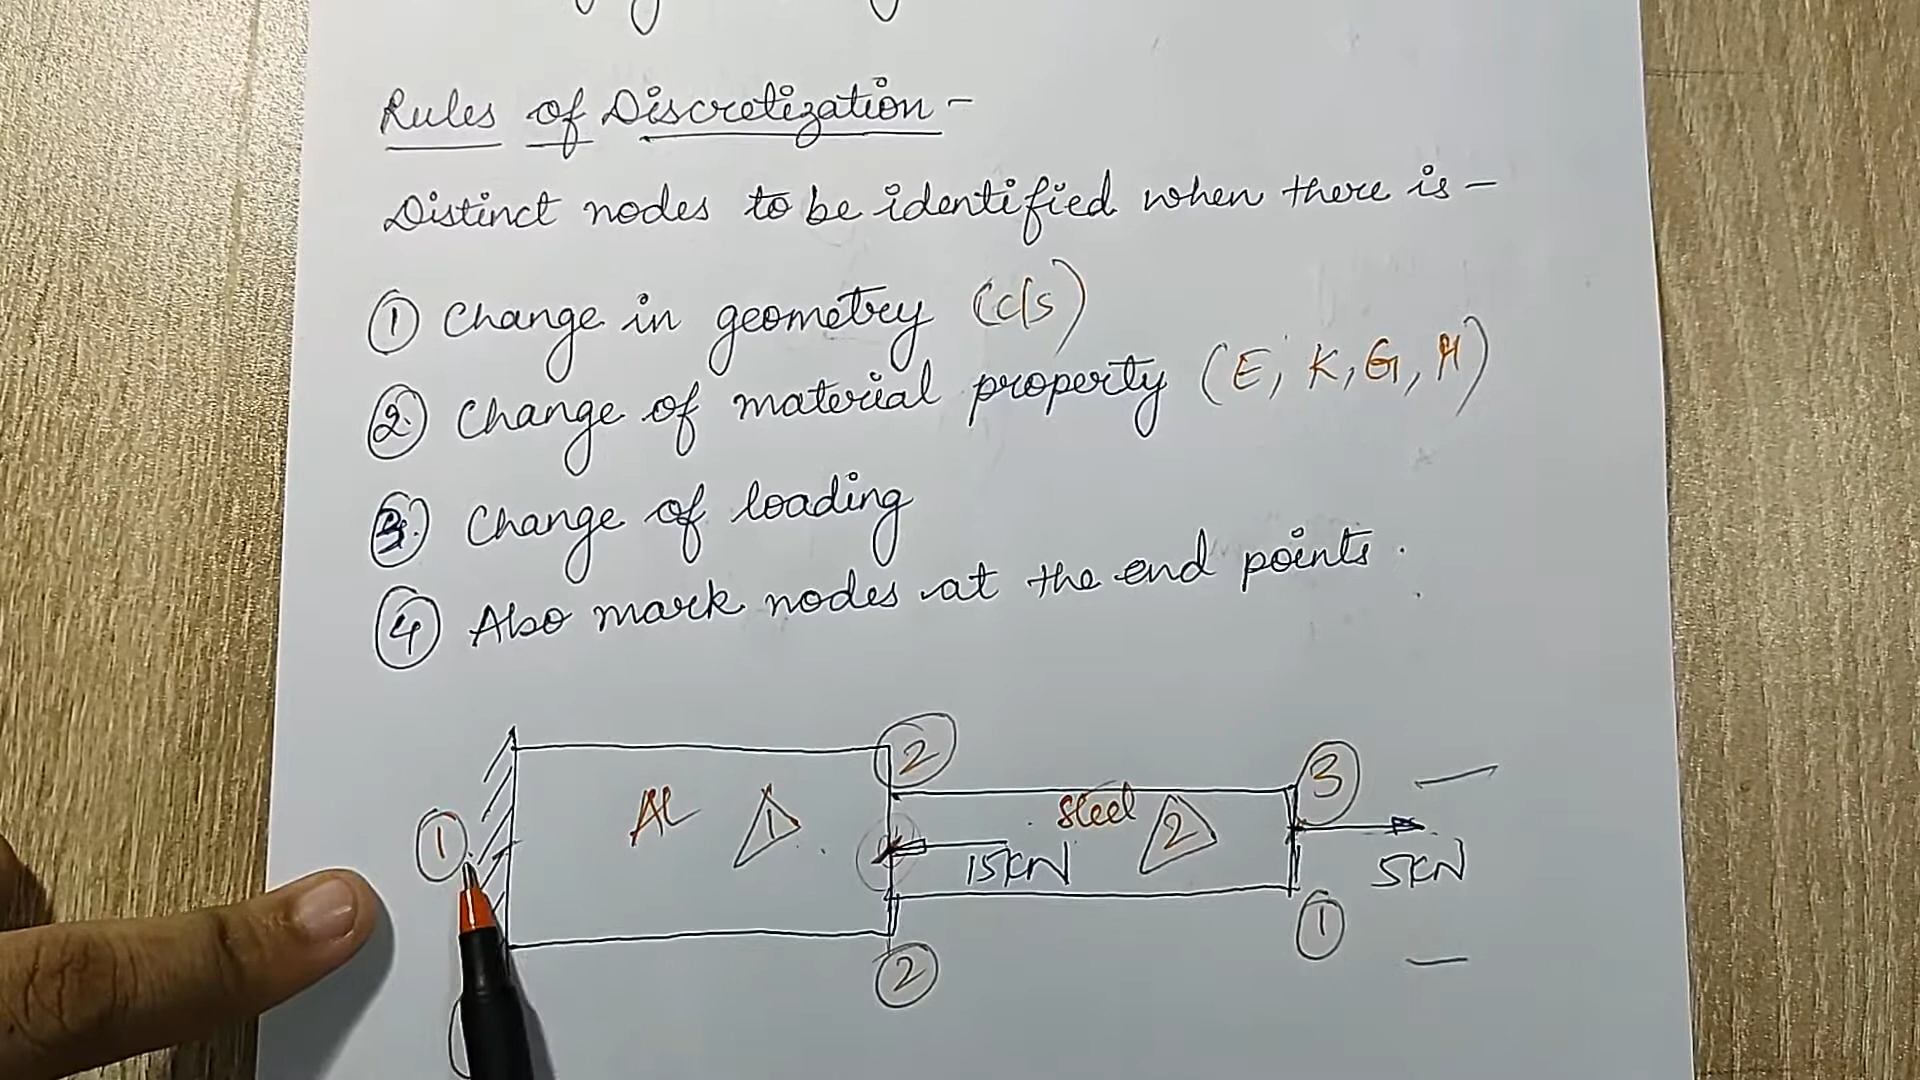 Rules of Discretization -
Distinct nodes to be identified when there is -
① Change in geometry (c/s)
② Change of material property (E, K, G, H)
③ Change of loading
④ Also mark nodes at the end points.
② ③
AL 1 Steel 2
① 15KN 5KN
② ①